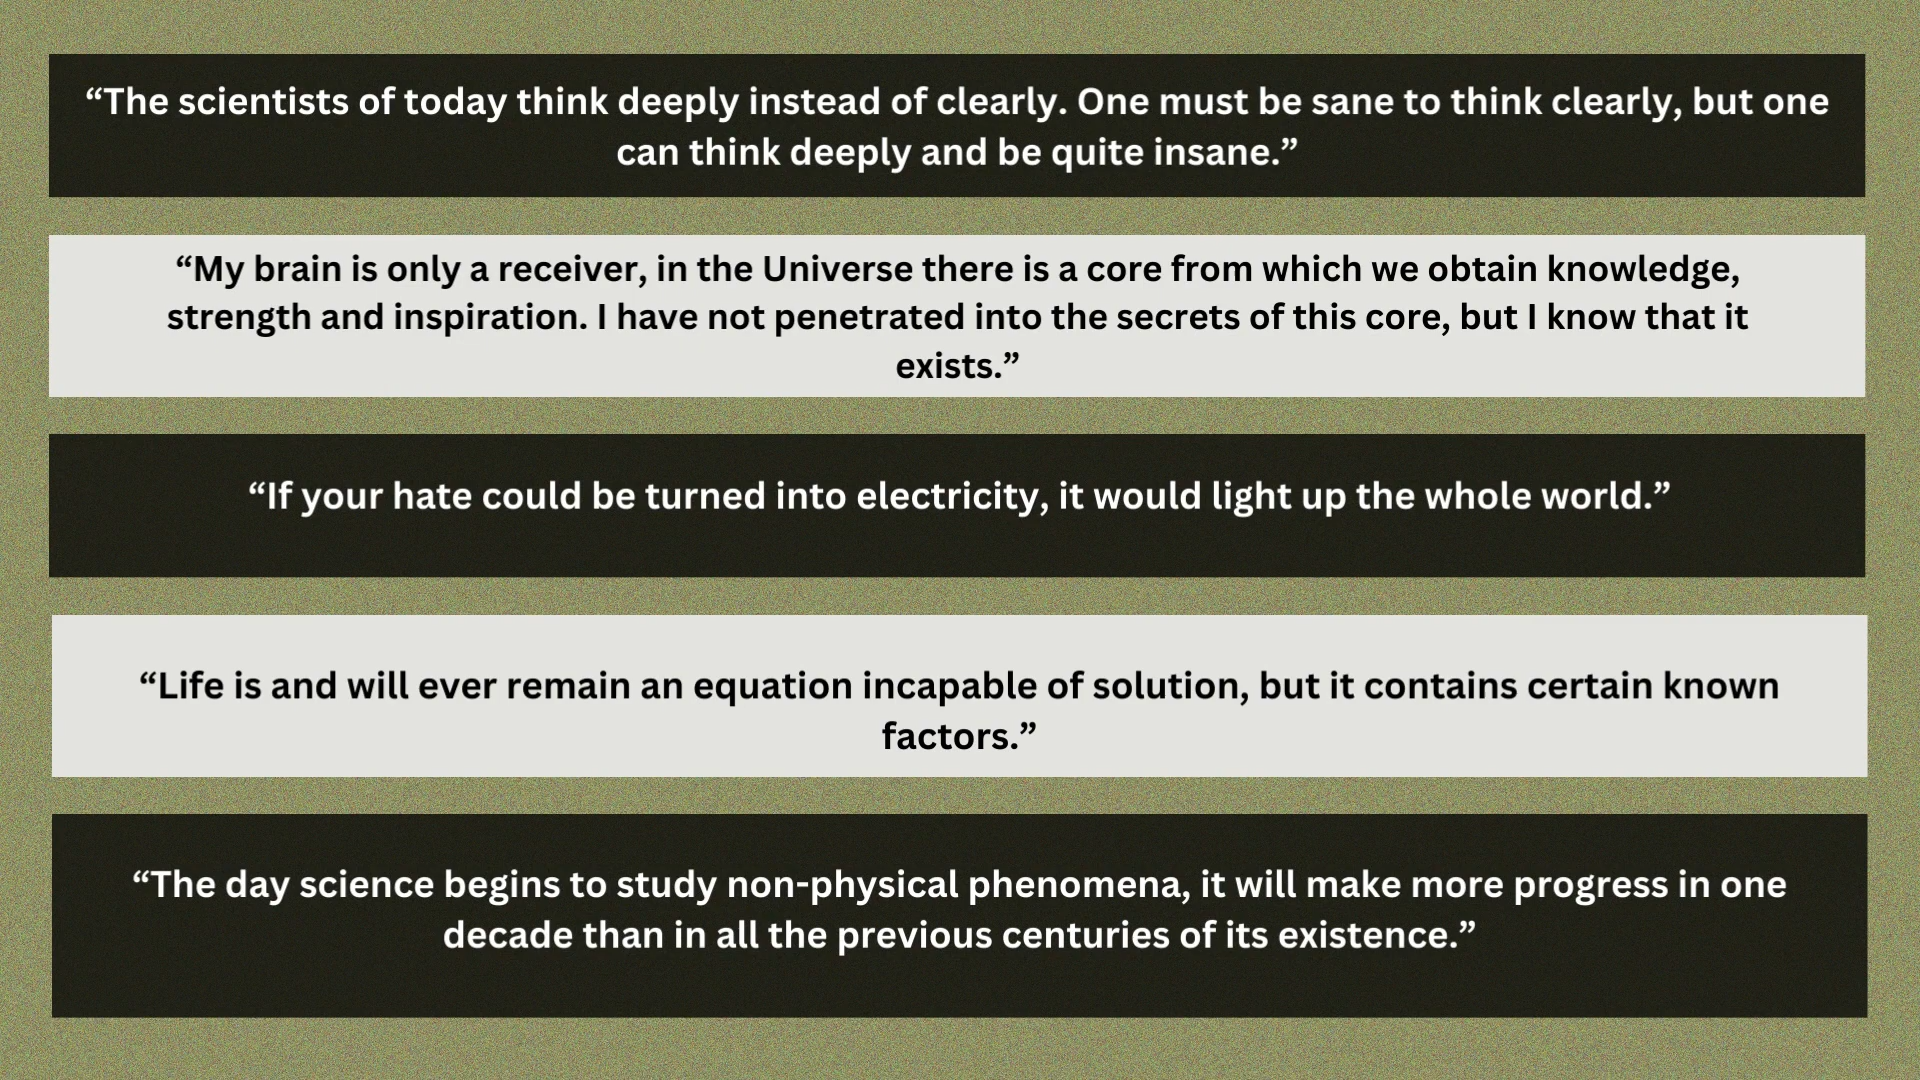 “The scientists of today think deeply instead of clearly. One must be sane to think clearly, but one
can think deeply and be quite insane.”
“My brain is only a receiver, in the Universe there is a core from which we obtain knowledge,
strength and inspiration. I have not penetrated into the secrets of this core, but I know that it
exists.”
“If your hate could be turned into electricity, it would light up the whole world.”
“Life is and will ever remain an equation incapable of solution, but it contains certain known
factors.”
“The day science begins to study non-physical phenomena, it will make more progress in one
decade than in all the previous centuries of its existence.”